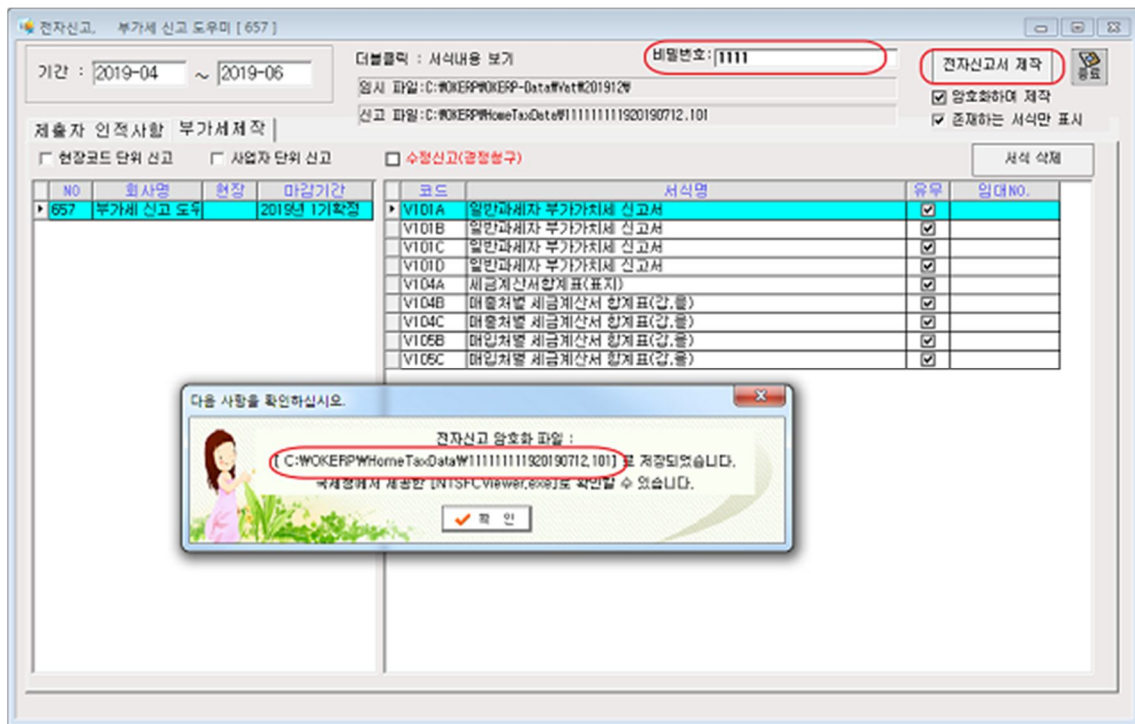 전자신고, 부가세 신고 도우미 [ 657 ]
기간 : 2019-04 ~ 2019-06
더블클릭 : 서식내용 보기
비밀번호: 1111
전자신고서 제작
종료
임시 파일:C:₩OKERP₩OKERP-Data₩Vat₩201912₩
암호화하며 제작
신고 파일:C:₩OKERP₩HomeTaxData₩111111111920190712.101
존재하는 서식만 표시
제출자 인적사항 부가세제작
현장코드 단위 신고 사업자 단위 신고 수정신고(경정청구) 서식 삭제
NO 회사명 현장 마감기간
657 부가세 신고 도우 2019년 1기확정
코드 서식명 유무 임대NO.
V101A 일반과세자 부가가치세 신고서
V101B 일반과세자 부가가치세 신고서
V101C 일반과세자 부가가치세 신고서
V101D 일반과세자 부가가치세 신고서
V104A 세금계산서합계표(표지)
V104B 매출처별 세금계산서 합계표(갑,을)
V104C 매출처별 세금계산서 합계표(갑,을)
V105B 매입처별 세금계산서 합계표(갑,을)
V105C 매입처별 세금계산서 합계표(갑,을)
다음 사항을 확인하십시오.
전자신고 암호화 파일 :
[ C:₩OKERP₩HomeTaxData₩111111111920190712,101] 로 저장되었습니다.
국세청에서 제공한 [NTSFCViewer,exe]로 확인할 수 있습니다.
확 인